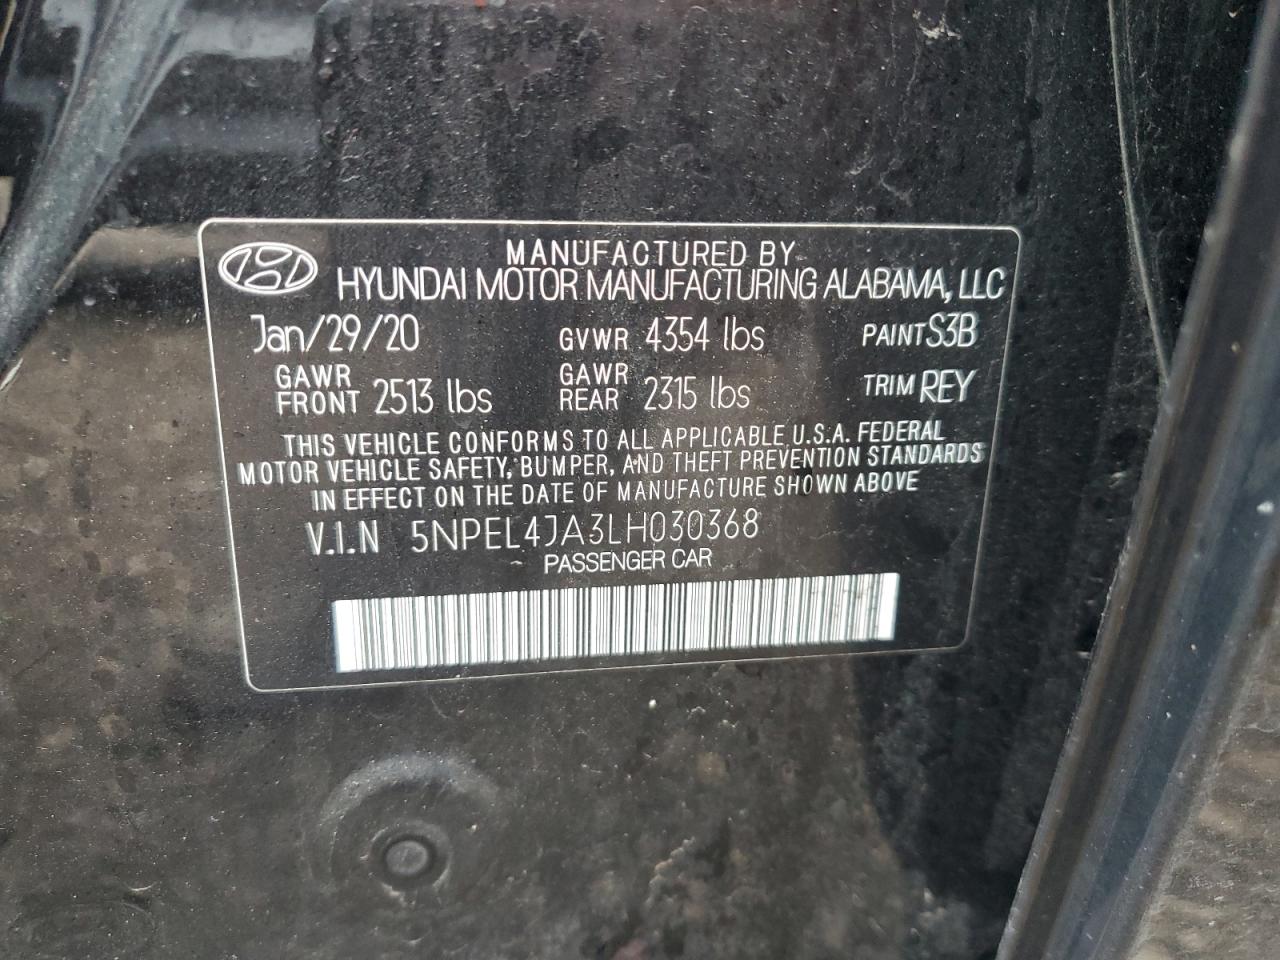 MANUFACTURED BY
HYUNDAI MOTOR MANUFACTURING ALABAMA, LLC
Jan/29/20 GVWR 4354 lbs PAINT S3B
GAWR FRONT 2513 lbs GAWR REAR 2315 lbs TRIM REY
THIS VEHICLE CONFORMS TO ALL APPLICABLE U.S.A. FEDERAL
MOTOR VEHICLE SAFETY, BUMPER, AND THEFT PREVENTION STANDARDS
IN EFFECT ON THE DATE OF MANUFACTURE SHOWN ABOVE
V.I.N 5NPEL4JA3LH030368
PASSENGER CAR